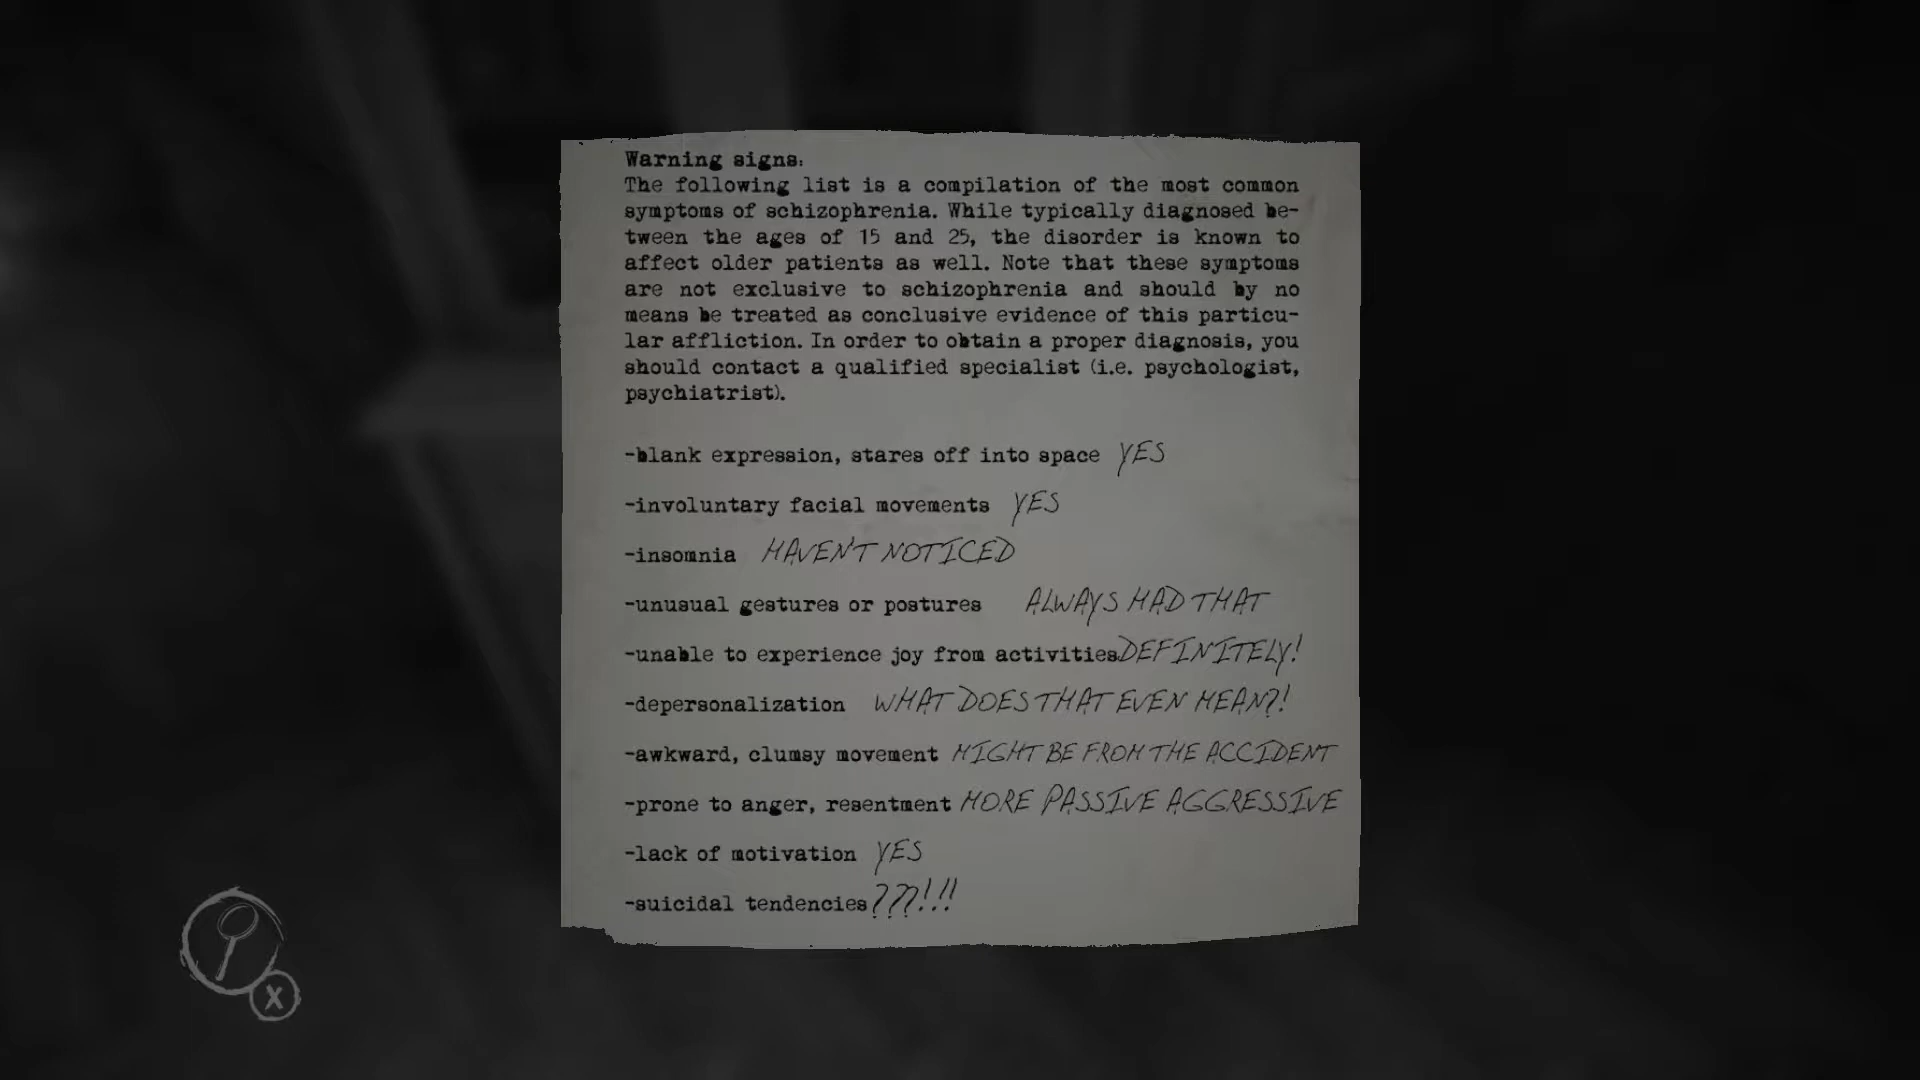 Warning signs:
The following list is a compilation of the most common
symptoms of schizophrenia. While typically diagnosed be-
tween the ages of 15 and 25, the disorder is known to
affect older patients as well. Note that these symptoms
are not exclusive to schizophrenia and should by no
means be treated as conclusive evidence of this particu-
lar affliction. In order to obtain a proper diagnosis, you
should contact a qualified specialist (i.e. psychologist,
psychiatrist).
-blank expression, stares off into space YES
-involuntary facial movements YES
-insomnia HAVEN'T NOTICED
-unusual gestures or postures ALWAYS HAD THAT
-unable to experience joy from activities DEFINITELY!
-depersonalization WHAT DOES THAT EVEN MEAN?!
-awkward, clumsy movement MIGHT BE FROM THE ACCIDENT
-prone to anger, resentment MORE PASSIVE AGGRESSIVE
-lack of motivation YES
-suicidal tendencies ???!!!
X